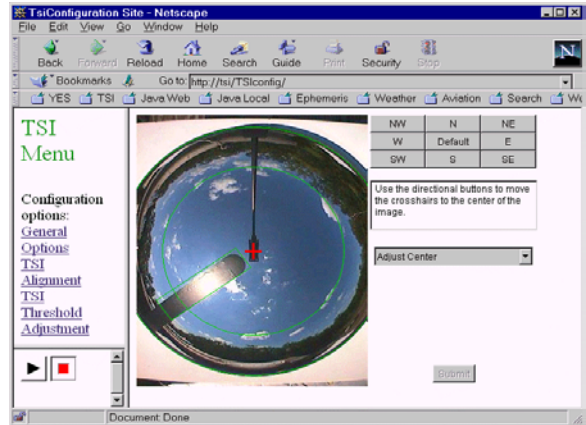 TsiConfiguration Site - Netscape
File Edit View Go Window Help
Back Forward Reload Home Search Guide Print Security Stop
N
Bookmarks Go to: http://tsi/TSIconfig/
YES TSI Java Web Java Local Ephemeris Weather Aviation Search We
TSI
Menu
Configuration
options:
General
Options
TSI
Alignment
TSI
Threshold
Adjustment
NW N NE
W Default E
SW S SE
Use the directional buttons to move
the crosshairs to the center of the
image.
Adjust Center
Submit
Document: Done